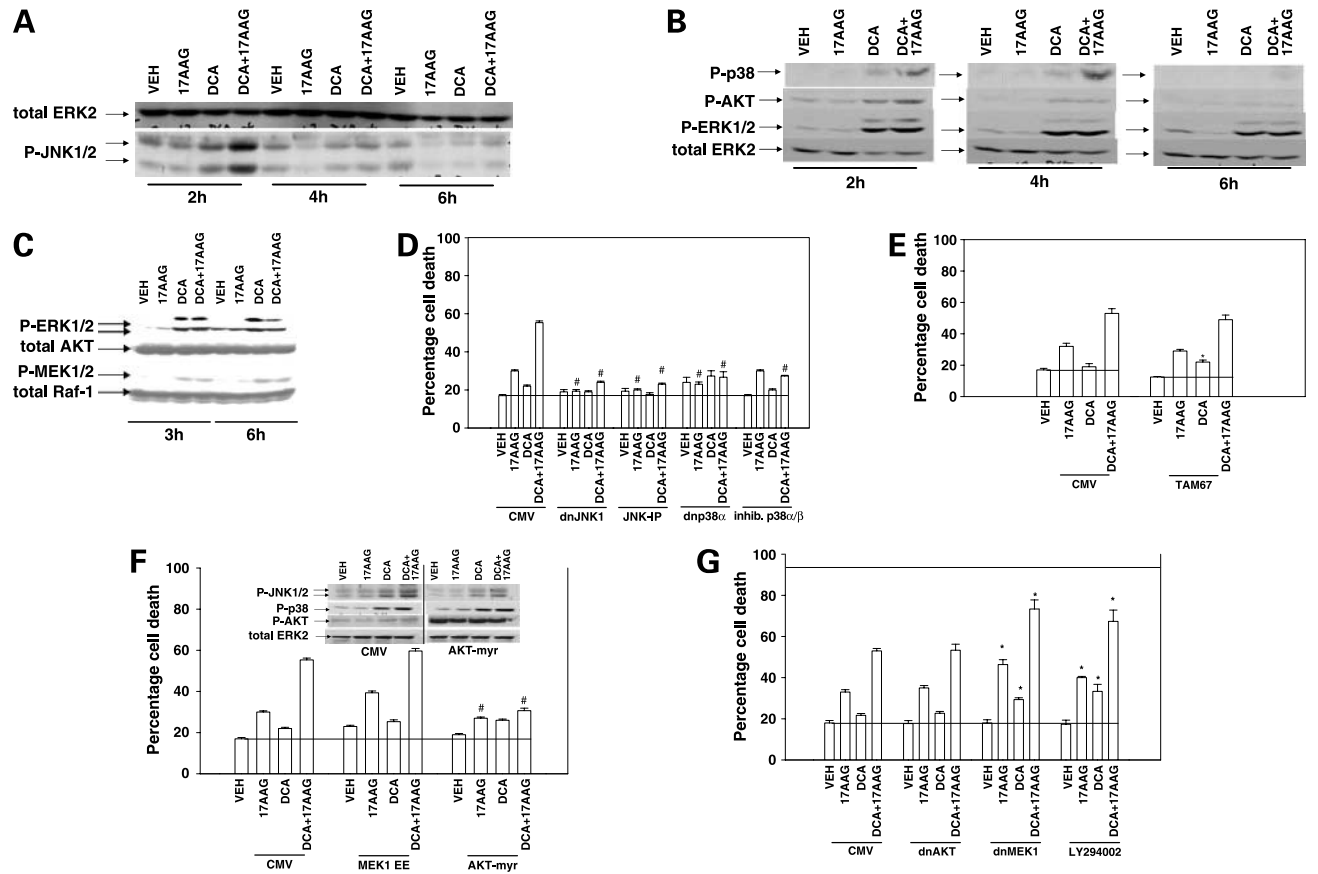 A
VEH
17AAG
DCA
DCA+17AAG
VEH
17AAG
DCA
DCA+17AAG
VEH
17AAG
DCA
DCA+17AAG
total ERK2
P-JNK1/2
2h
4h
6h
B
VEH
17AAG
DCA
DCA+
17AAG
VEH
17AAG
DCA
DCA+
17AAG
VEH
17AAG
DCA
DCA+
17AAG
P-p38
P-AKT
P-ERK1/2
total ERK2
2h
4h
6h
C
VEH
17AAG
DCA
DCA+17AAG
VEH
17AAG
DCA
DCA+17AAG
P-ERK1/2
total AKT
P-MEK1/2
total Raf-1
3h
6h
D
Percentage cell death
100
80
60
40
20
0
# # # # # # #
VEH
17AAG
DCA
DCA+17AAG
VEH
17AAG
DCA
DCA+17AAG
VEH
17AAG
DCA
DCA+17AAG
VEH
17AAG
DCA
DCA+17AAG
VEH
17AAG
DCA
DCA+17AAG
CMV
dnJNK1
JNK-IP
dnp38α
inhib. p38α/β
E
Percentage cell death
100
80
60
40
20
0
*
VEH
17AAG
DCA
DCA+17AAG
VEH
17AAG
DCA
DCA+17AAG
CMV
TAM67
F
Percentage cell death
100
80
60
40
20
0
VEH
17AAG
DCA
DCA+
17AAG
VEH
17AAG
DCA
DCA+
17AAG
P-JNK1/2
P-p38
P-AKT
total ERK2
CMV
AKT-myr
# #
VEH
17AAG
DCA
DCA+17AAG
VEH
17AAG
DCA
DCA+17AAG
VEH
17AAG
DCA
DCA+17AAG
CMV
MEK1 EE
AKT-myr
G
Percentage cell death
100
80
60
40
20
0
* * * * * *
VEH
17AAG
DCA
DCA+17AAG
VEH
17AAG
DCA
DCA+17AAG
VEH
17AAG
DCA
DCA+17AAG
VEH
17AAG
DCA
DCA+17AAG
CMV
dnAKT
dnMEK1
LY294002